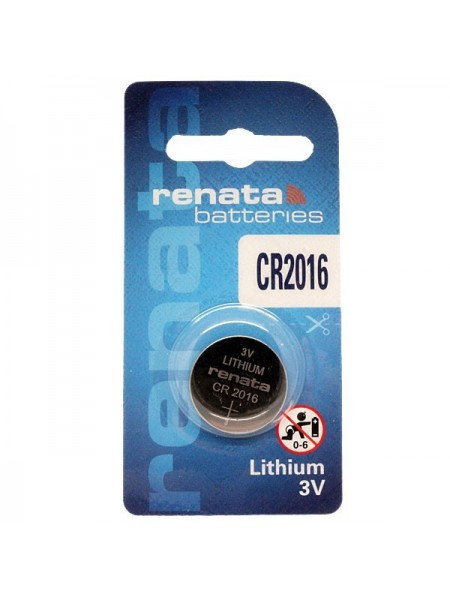 renata
renata
batteries
CR2016
3V
LITHIUM
renata
CR 2016
+
0-6
Lithium
3V